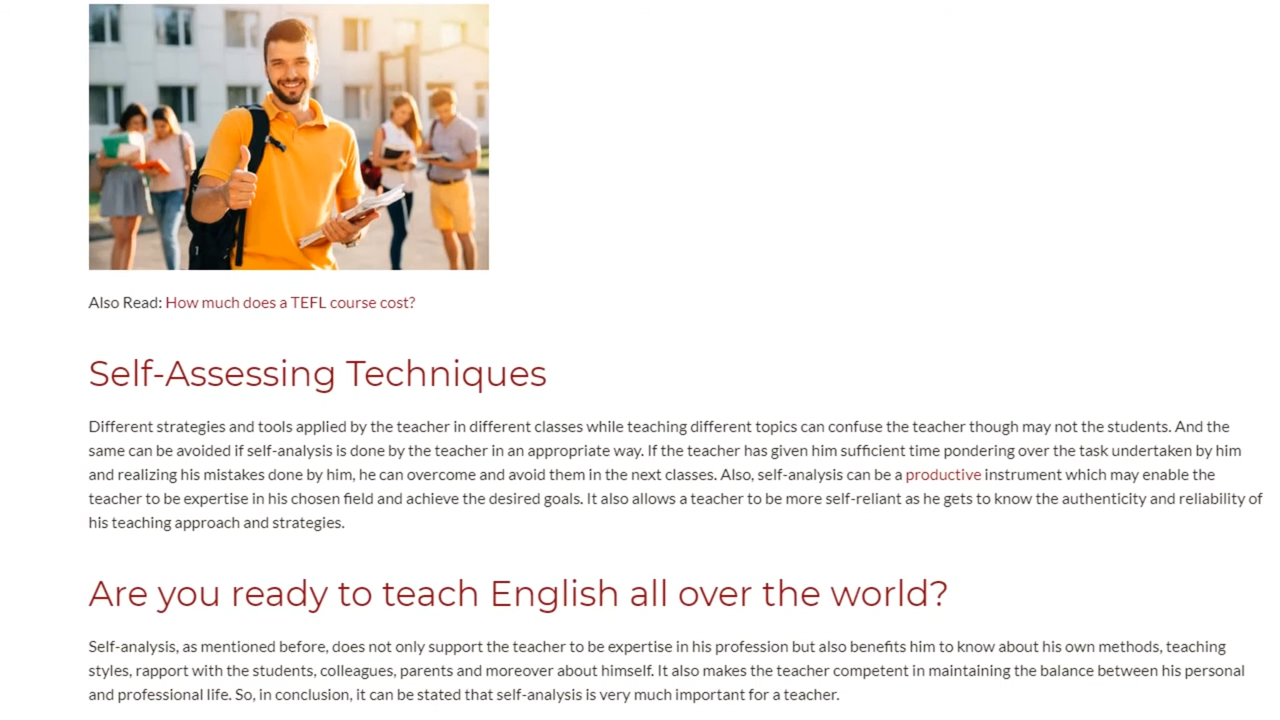 Also Read: How much does a TEFL course cost?
Self-Assessing Techniques
Different strategies and tools applied by the teacher in different classes while teaching different topics can confuse the teacher though may not the students. And the
same can be avoided if self-analysis is done by the teacher in an appropriate way. If the teacher has given him sufficient time pondering over the task undertaken by him
and realizing his mistakes done by him, he can overcome and avoid them in the next classes. Also, self-analysis can be a productive instrument which may enable the
teacher to be expertise in his chosen field and achieve the desired goals. It also allows a teacher to be more self-reliant as he gets to know the authenticity and reliability of
his teaching approach and strategies.
Are you ready to teach English all over the world?
Self-analysis, as mentioned before, does not only support the teacher to be expertise in his profession but also benefits him to know about his own methods, teaching
styles, rapport with the students, colleagues, parents and moreover about himself. It also makes the teacher competent in maintaining the balance between his personal
and professional life. So, in conclusion, it can be stated that self-analysis is very much important for a teacher.